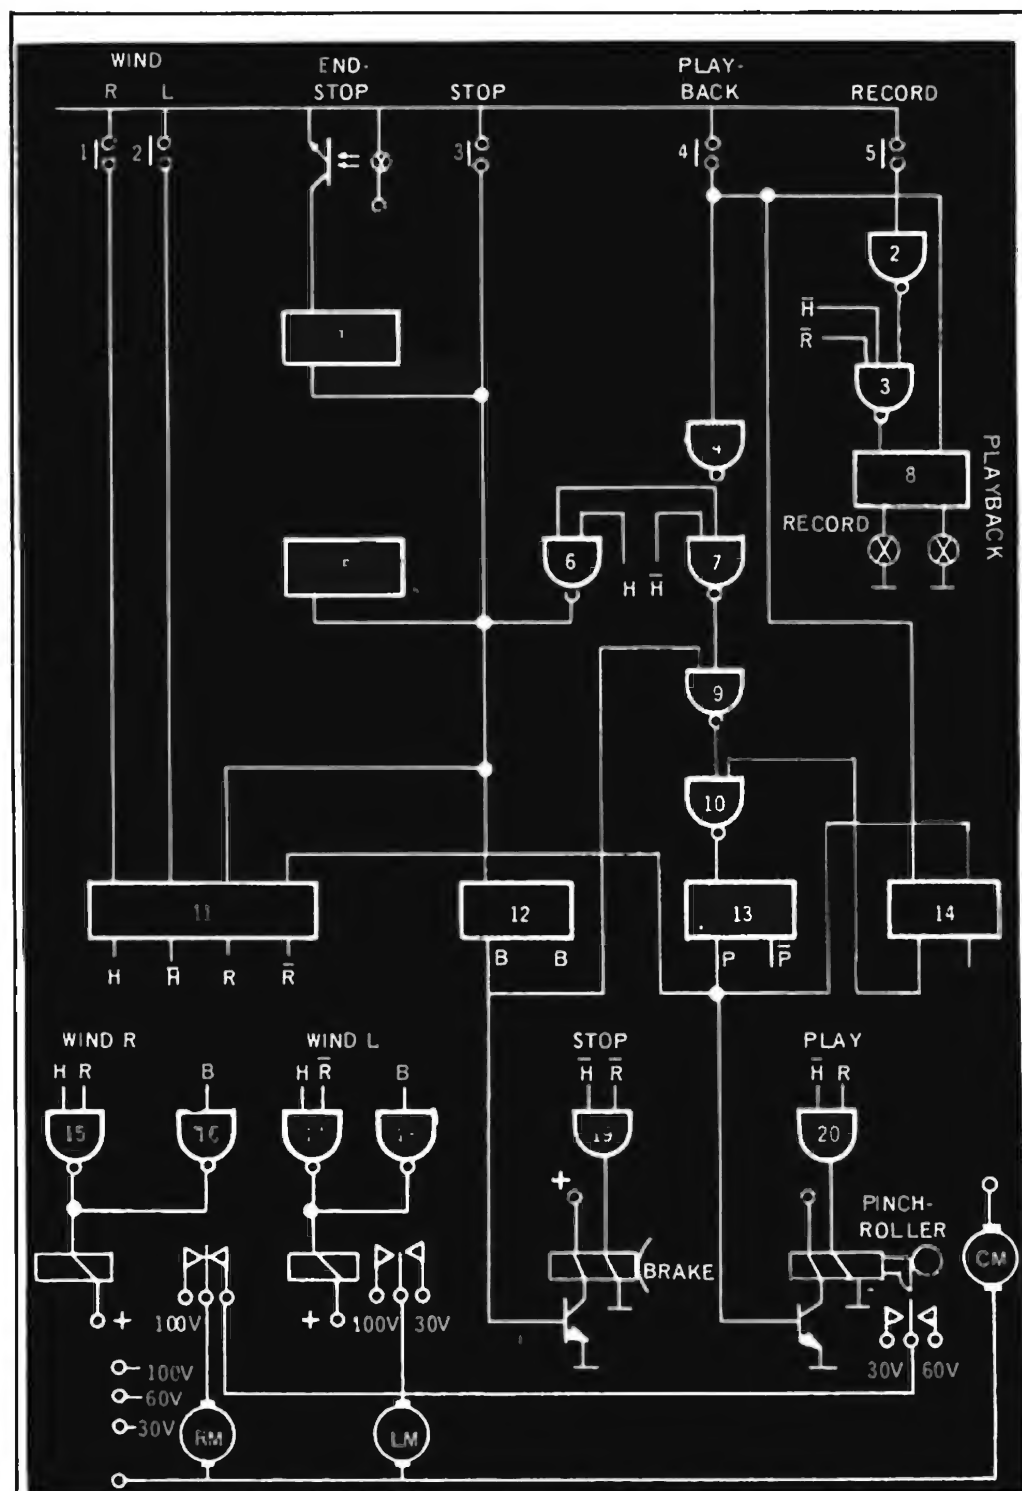 WIND
END-
PLAY-
R L STOP STOP BACK RECORD
1 2 3 4 5
2
H̅
R̅
3
4
8
PLAYBACK
RECORD
6 7
H H̅
9
10
11 12 13 14
B B P P̅
H H̅ R R̅
WIND R WIND L STOP PLAY
H R B H R̅ B H̅ R̅ H̅ R
15 16 19 20
+
PINCH-
ROLLER
BRAKE
CM
+ 100V + 100V 30V
30V 60V
100V
60V
30V
RM LM